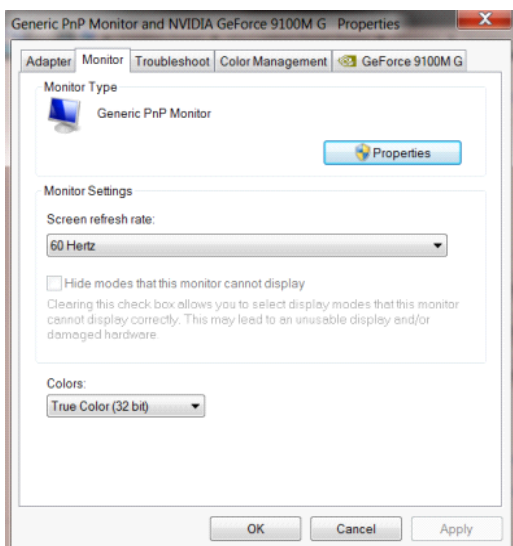 Generic PnP Monitor and NVIDIA GeForce 9100M G Properties
Adapter Monitor Troubleshoot Color Management GeForce 9100M G
Monitor Type
Generic PnP Monitor
Properties
Monitor Settings
Screen refresh rate:
60 Hertz
Hide modes that this monitor cannot display
Clearing this check box allows you to select display modes that this monitor
cannot display correctly. This may lead to an unusable display and/or
damaged hardware.
Colors:
True Color (32 bit)
OK Cancel Apply